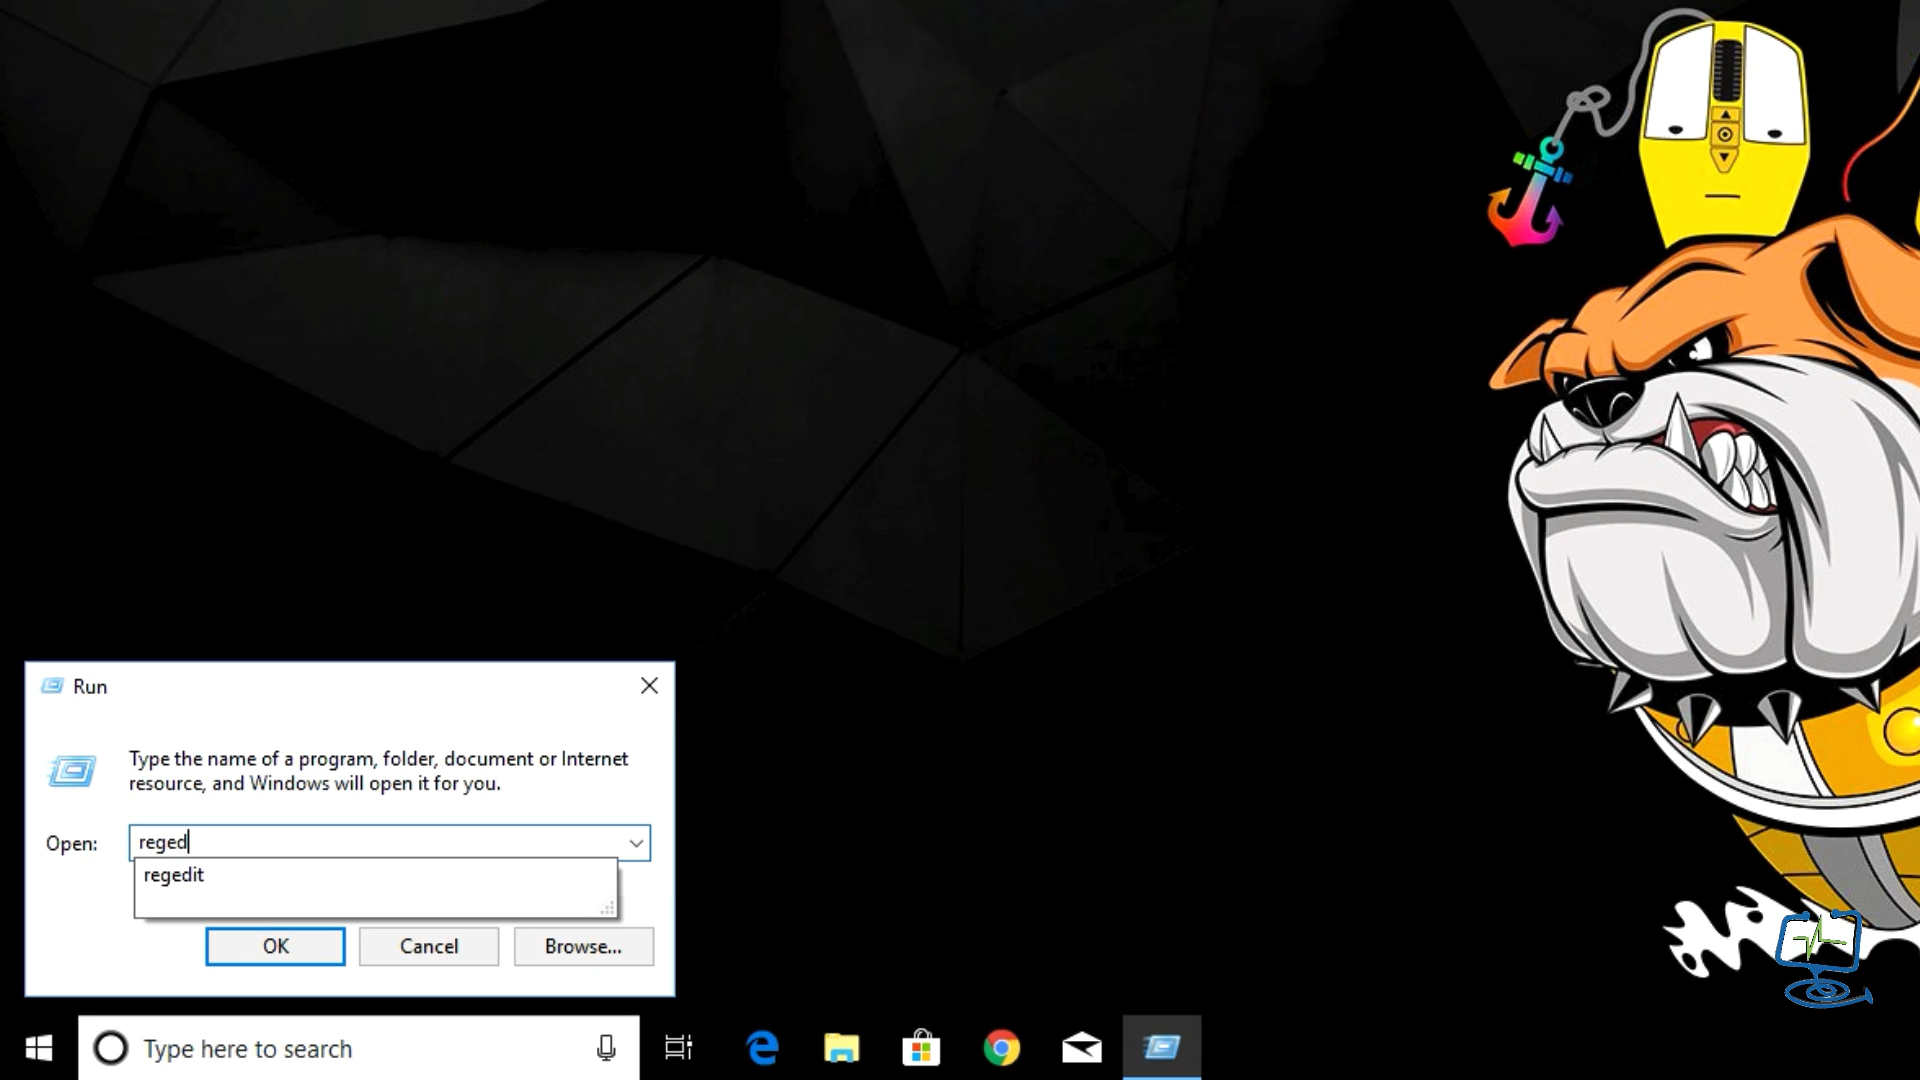 Run
Type the name of a program, folder, document or Internet
resource, and Windows will open it for you.
Open:
reged
regedit
OK
Cancel
Browse...
Type here to search